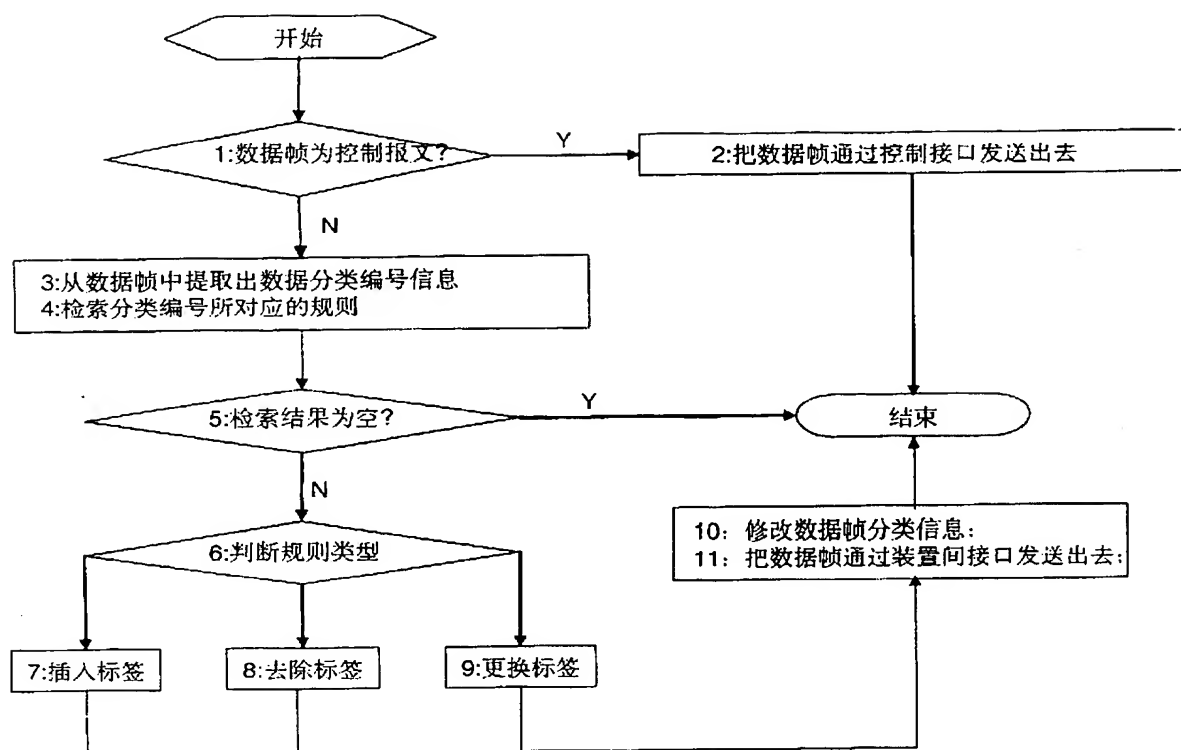 开始
1:数据帧为控制报文?
Y
2:把数据帧通过控制接口发送出去
N
3:从数据帧中提取出数据分类编号信息
4:检索分类编号所对应的规则
5:检索结果为空?
Y
结束
N
6:判断规则类型
10：修改数据帧分类信息;
11：把数据帧通过装置间接口发送出去;
7:插入标签
8:去除标签
9:更换标签